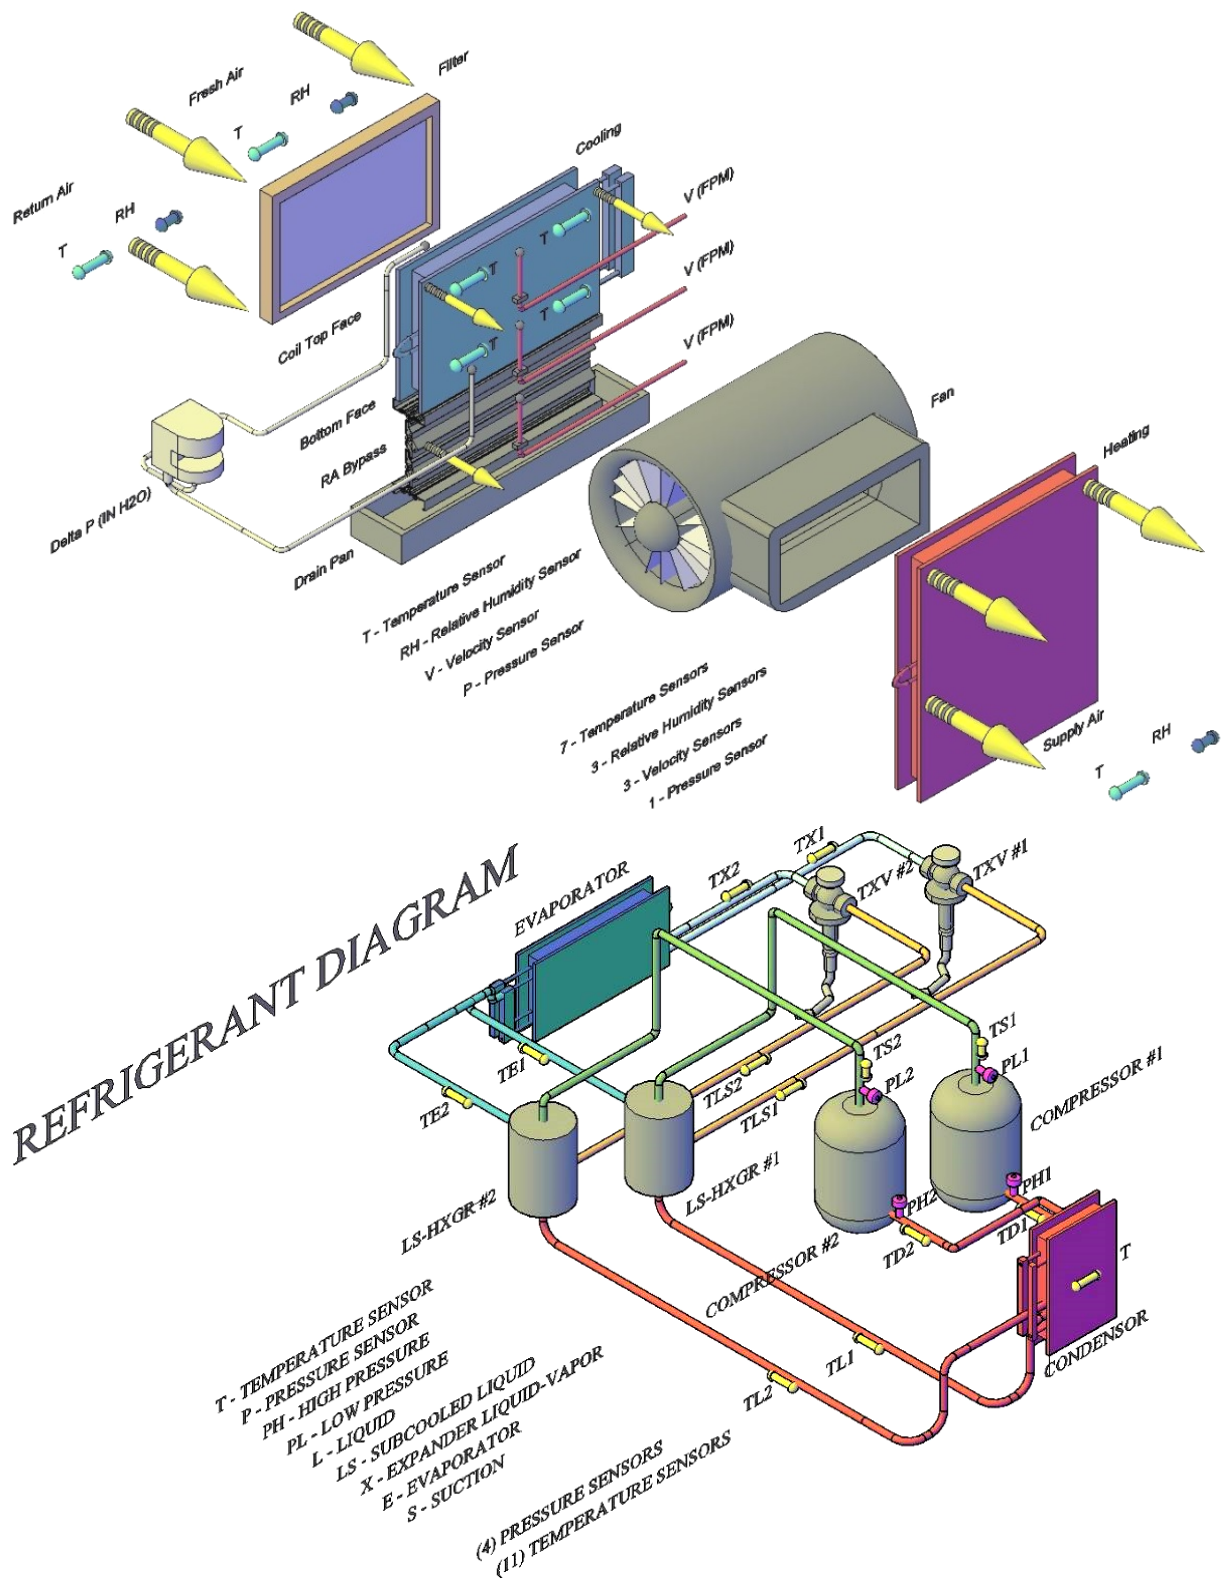 Fresh Air
RH
Filter
T
Return Air
RH
T
Cooling
V (FPM)
T
T
V (FPM)
T
Coil Top Face
T
V (FPM)
Bottom Face
RA Bypass
Fan
Heating
Delta P (IN H2O)
Drain Pan
T - Temperature Sensor
RH - Relative Humidity Sensor
V - Velocity Sensor
P - Pressure Sensor
7 - Temperature Sensors
3 - Relative Humidity Sensors
3 - Velocity Sensors
1 - Pressure Sensor
Supply Air
RH
T
REFRIGERANT DIAGRAM
EVAPORATOR
TX2
TX1
TXV #2
TXV #1
TE1
TE2
TLS2
TLS1
TS2
TS1
PL2
PL1
COMPRESSOR #1
LS-HXGR #2
LS-HXGR #1
COMPRESSOR #2
PH2
PH1
TD2
TD1
T
CONDENSOR
TL1
TL2
T - TEMPERATURE SENSOR
P - PRESSURE SENSOR
PH - HIGH PRESSURE
PL - LOW PRESSURE
L - LIQUID
LS - SUBCOOLED LIQUID
X - EXPANDER LIQUID-VAPOR
E - EVAPORATOR
S - SUCTION
(4) PRESSURE SENSORS
(11) TEMPERATURE SENSORS